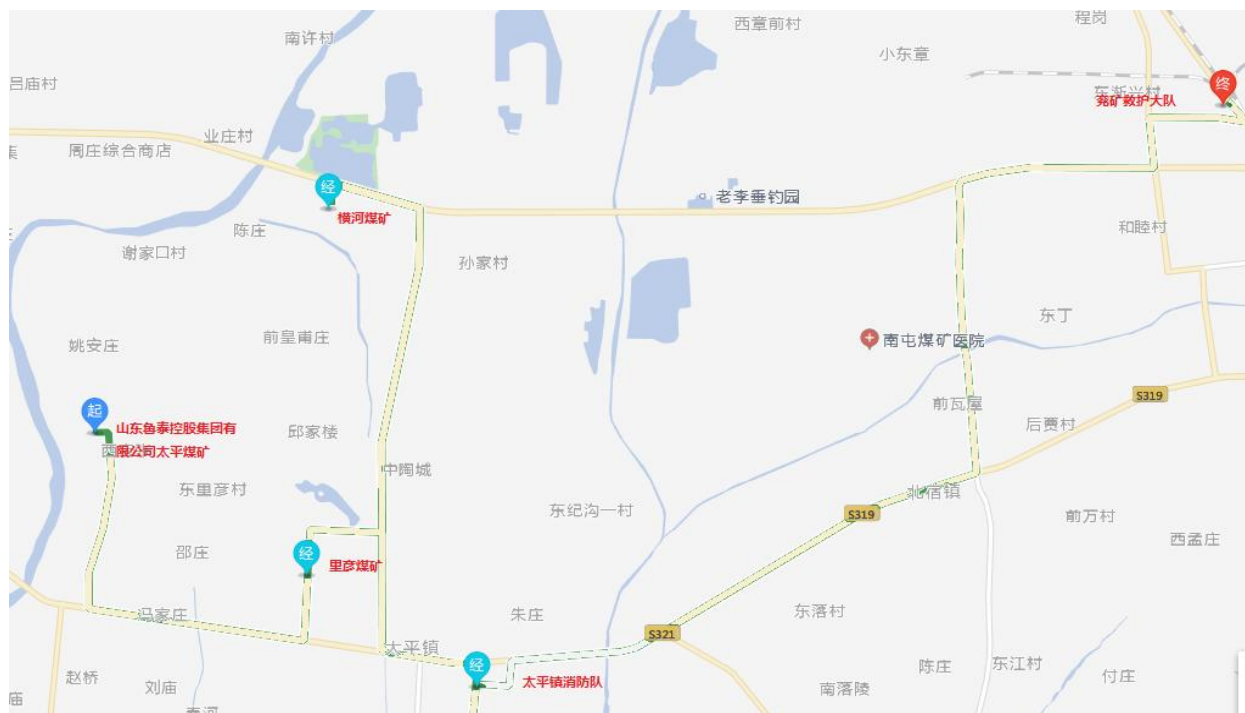 程岗
西章前村
南许村
小东章
吕庙村
终
东渐兴村
兖矿救护大队
业庄村
周庄综合商店
集
经
老李垂钓园
横河煤矿
陈庄
和睦村
谢家口村
孙家村
东丁
前皇甫庄
南屯煤矿医院
姚安庄
S319
起
前瓦屋
山东鲁泰控股集团有
限公司太平煤矿
邱家楼
后贾村
中陶城
东里彦村
北宿镇
东纪沟一村
S319
前万村
西孟庄
邵庄
经
里彦煤矿
冯家庄
朱庄
东落村
S321
太平镇
经
陈庄
东江村
赵桥
刘庙
太平镇消防队
南落陵
付庄
庙